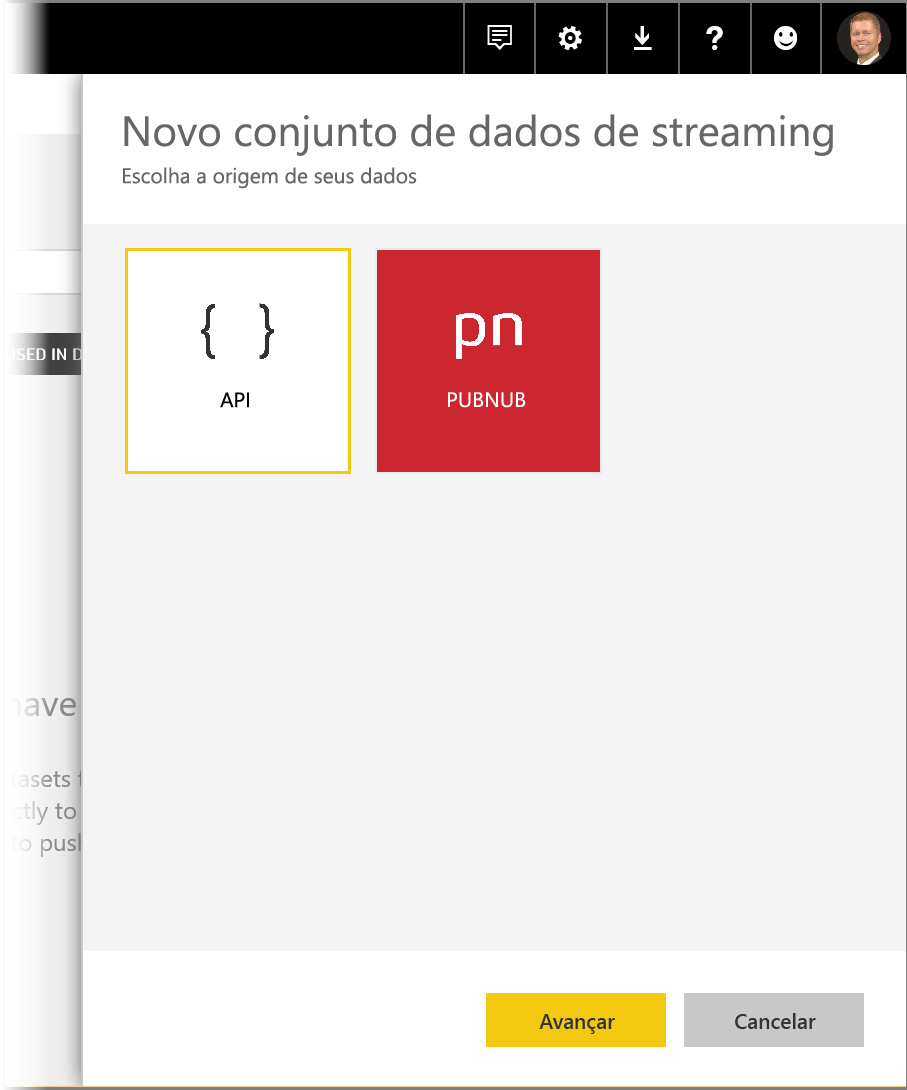 Novo conjunto de dados de streaming
Escolha a origem de seus dados
{ }
API
pn
PUBNUB
USED IN D
have
tasets
ctly to
to push
Avançar
Cancelar